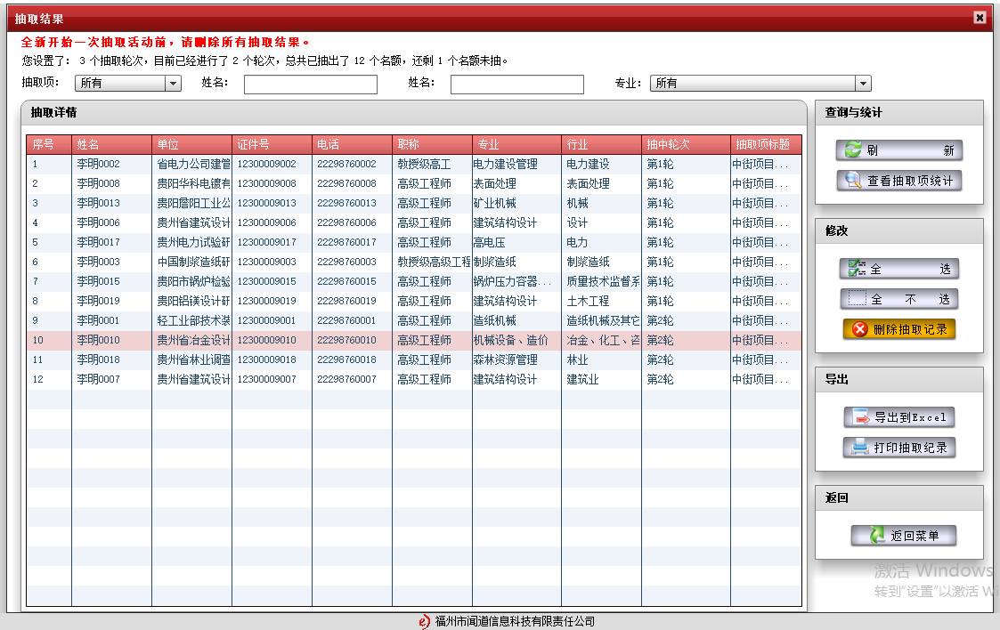 抽取结果
全新开始一次抽取活动前，请删除所有抽取结果。
您设置了： 3 个抽取轮次，目前已经进行了 2 个轮次，总共已抽出了 12 个名额，还剩 1 个名额未抽。
抽取项： 所有 姓名： 姓名： 专业： 所有
抽取详情
序号 姓名 单位 证件号 电话 职称 专业 行业 抽中轮次 抽取项标题
1 李明0002 省电力公司建管 12300009002 22298760002 教授级高工 电力建设管理 电力建设 第1轮 中街项目...
2 李明0008 贵阳华科电镀有 12300009008 22298760008 高级工程师 表面处理 表面处理 第1轮 中街项目...
3 李明0013 贵阳詹阳工业公 12300009013 22298760013 高级工程师 矿业机械 机械 第1轮 中街项目...
4 李明0006 贵州省建筑设计 12300009006 22298760006 高级工程师 建筑结构设计 设计 第1轮 中街项目...
5 李明0017 贵州电力试验研 12300009017 22298760017 高级工程师 高电压 电力 第1轮 中街项目...
6 李明0003 中国制浆造纸研 12300009003 22298760003 教授级高级工程 制浆造纸 制浆造纸 第1轮 中街项目...
7 李明0015 贵阳市锅炉检验 12300009015 22298760015 高级工程师 锅炉压力容器... 质量技术监督系 第1轮 中街项目...
8 李明0019 贵阳铝镁设计研 12300009019 22298760019 高级工程师 建筑结构设计 土木工程 第1轮 中街项目...
9 李明0001 轻工业部技术装 12300009001 22298760001 高级工程师 造纸机械 造纸机械及其它 第2轮 中街项目...
10 李明0010 贵州省冶金设计 12300009010 22298760010 高级工程师 机械设备、造价 冶金、化工、咨 第2轮 中街项目...
11 李明0018 贵州省林业调查 12300009018 22298760018 高级工程师 森林资源管理 林业 第2轮 中街项目...
12 李明0007 贵州省建筑设计 12300009007 22298760007 高级工程师 建筑结构设计 建筑业 第2轮 中街项目...
查询与统计
刷 新
查看抽取项统计
修改
全 选
全 不 选
删除抽取记录
导出
导出到Excel
打印抽取纪录
返回
返回菜单
激活 Windows
转到“设置”以激活 Wi
福州市闻道信息科技有限责任公司